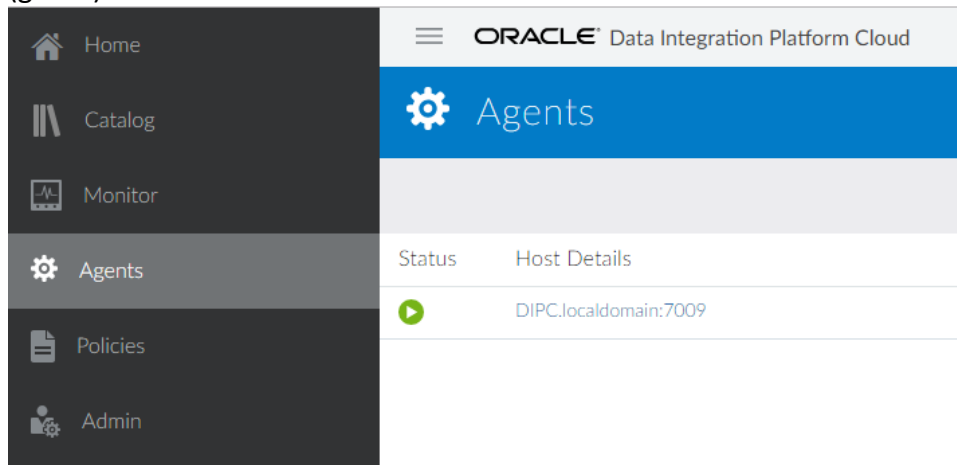 Home
Catalog
Monitor
Agents
Policies
Admin
ORACLE® Data Integration Platform Cloud
Agents
Status Host Details
DIPC.localdomain:7009